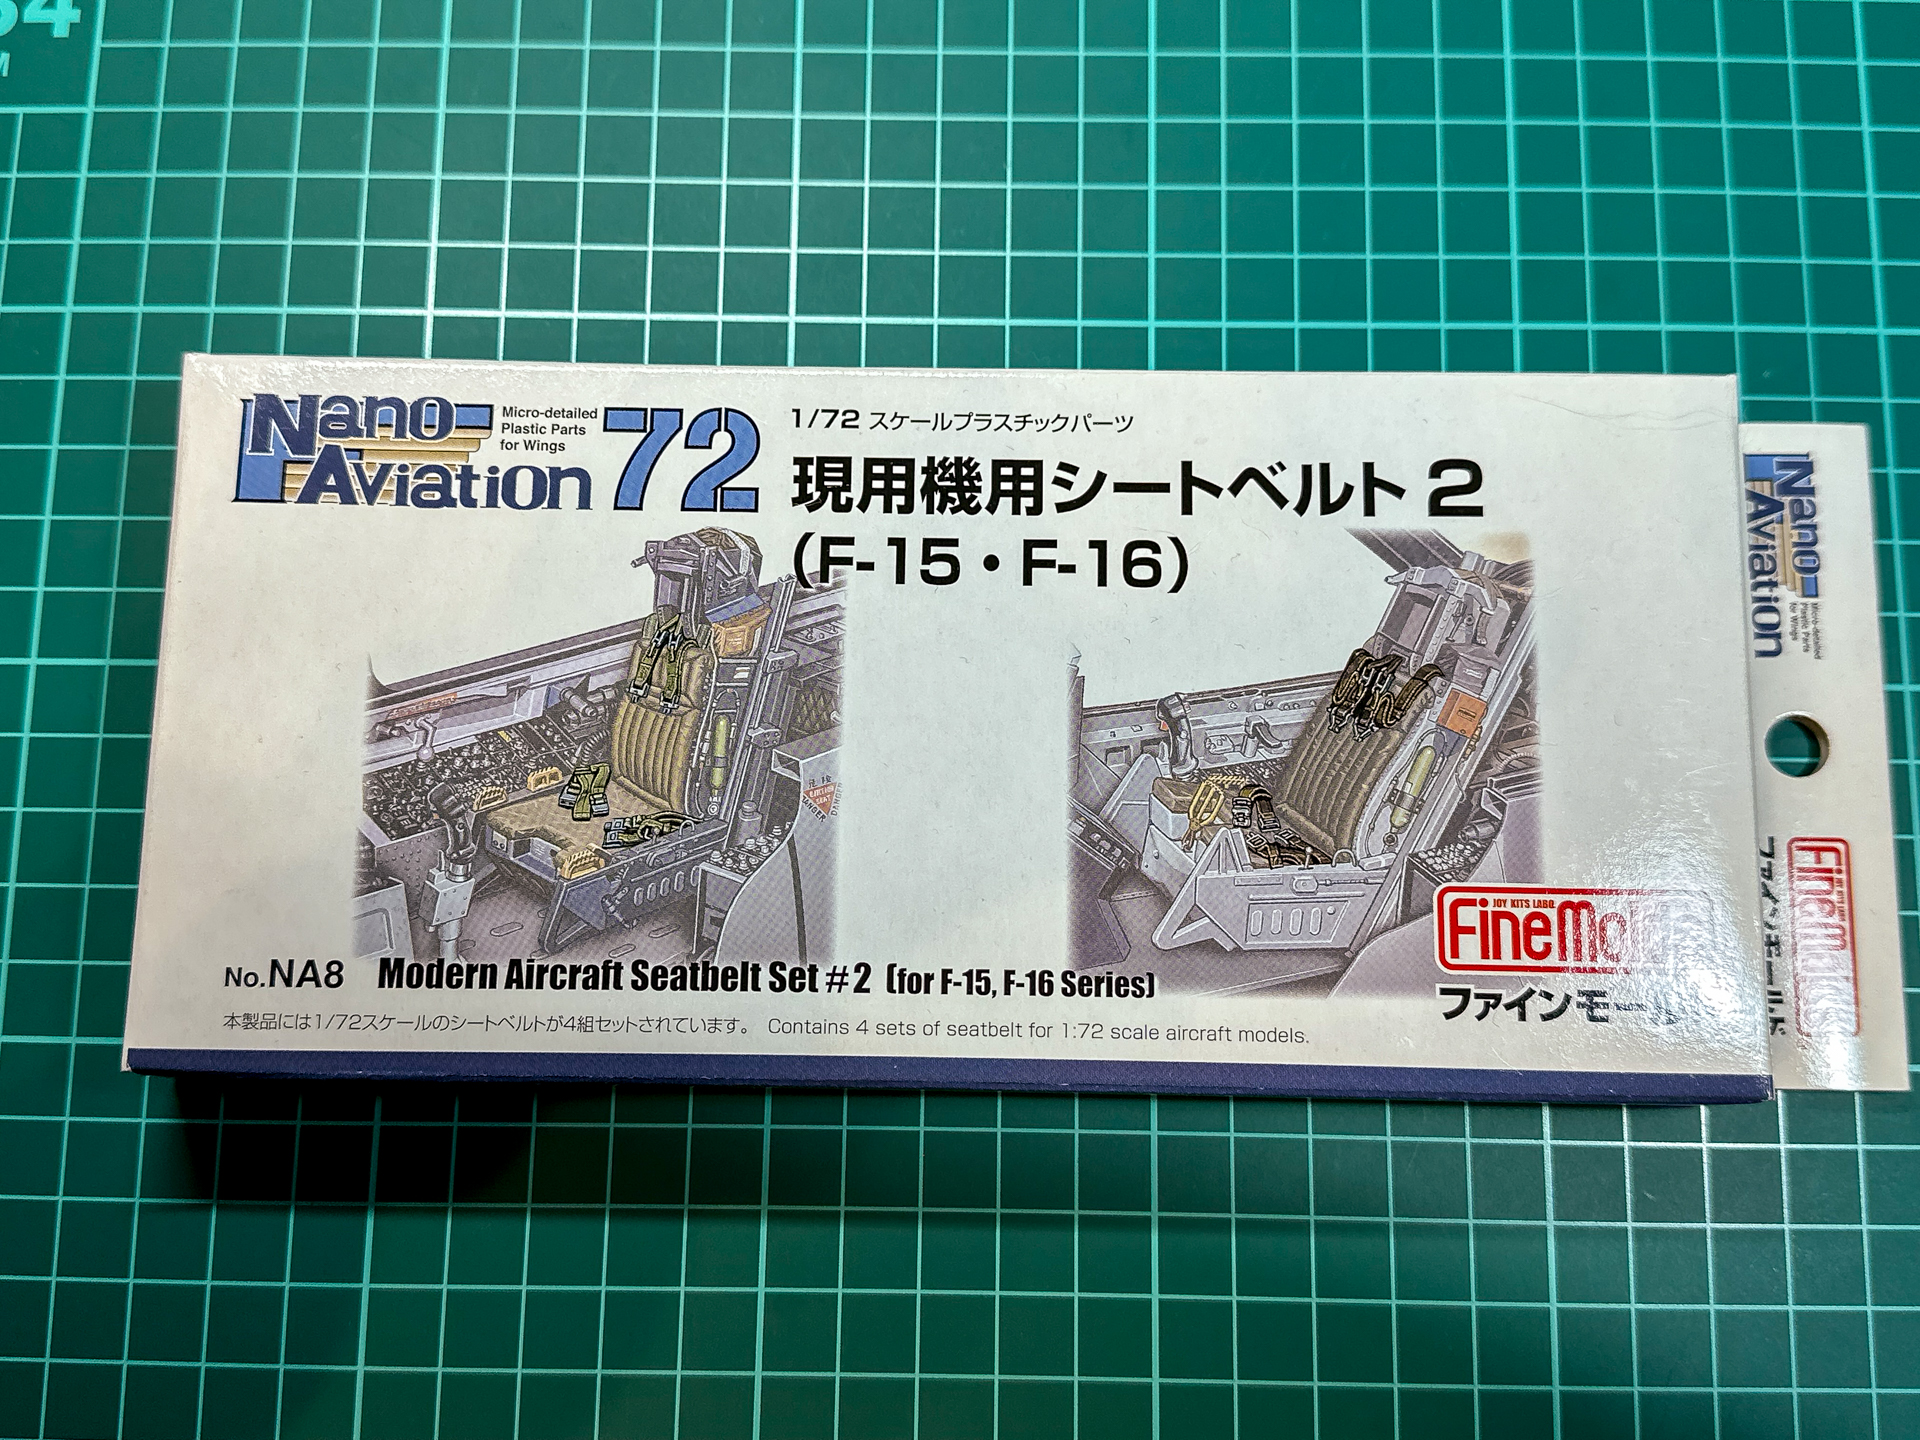 Nano
Aviation
Micro-detailed
Plastic Parts
for Wings
72
1/72 スケールプラスチックパーツ
現用機用シートベルト 2
(F-15・F-16)
DANGER
JOY KITS LABO.
No.NA8 Modern Aircraft Seatbelt Set #2 (for F-15, F-16 Series)
本製品には1/72スケールのシートベルトが4組セットされています。 Contains 4 sets of seatbelt for 1:72 scale aircraft models.
Nano
Aviation
Micro-detailed
Plastic Parts
for Wings